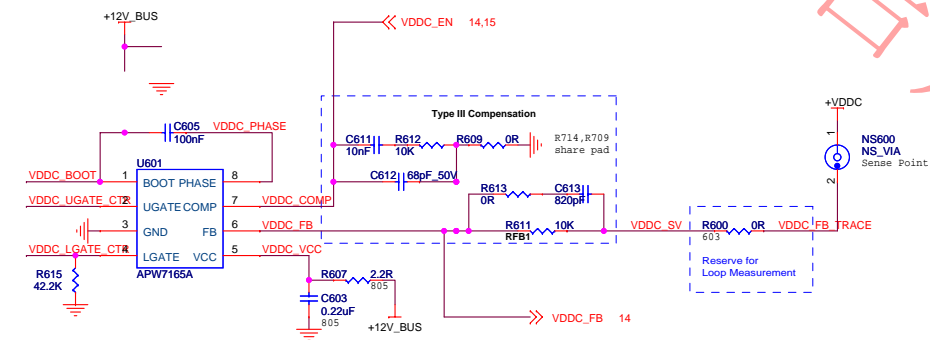 +12V_BUS
VDDC_EN 14,15
Type III Compensation
+VDDC
C605
100nF
VDDC_PHASE
C611
10nF
R612
10K
R609 0R
R714,R709
share pad
1
NS600
NS_VIA
Sense Point
2
U601
VDDC_BOOT 1 BOOT PHASE 8
C612 68pF_50V
R613
0R
C613
820pF
VDDC_UGATE_CTR 2 UGATE COMP 7 VDDC_COMP
3 GND FB 6 VDDC_FB
R611 10K
RFB1
VDDC_SV
R600 0R
603
VDDC_FB_TRACE
VDDC_LGATE_CTR 4 LGATE VCC 5 VDDC_VCC
APW7165A
Reserve for
Loop Measurement
R615
42.2K
R607 2.2R
805
C603
0.22uF
805
+12V_BUS
VDDC_FB 14